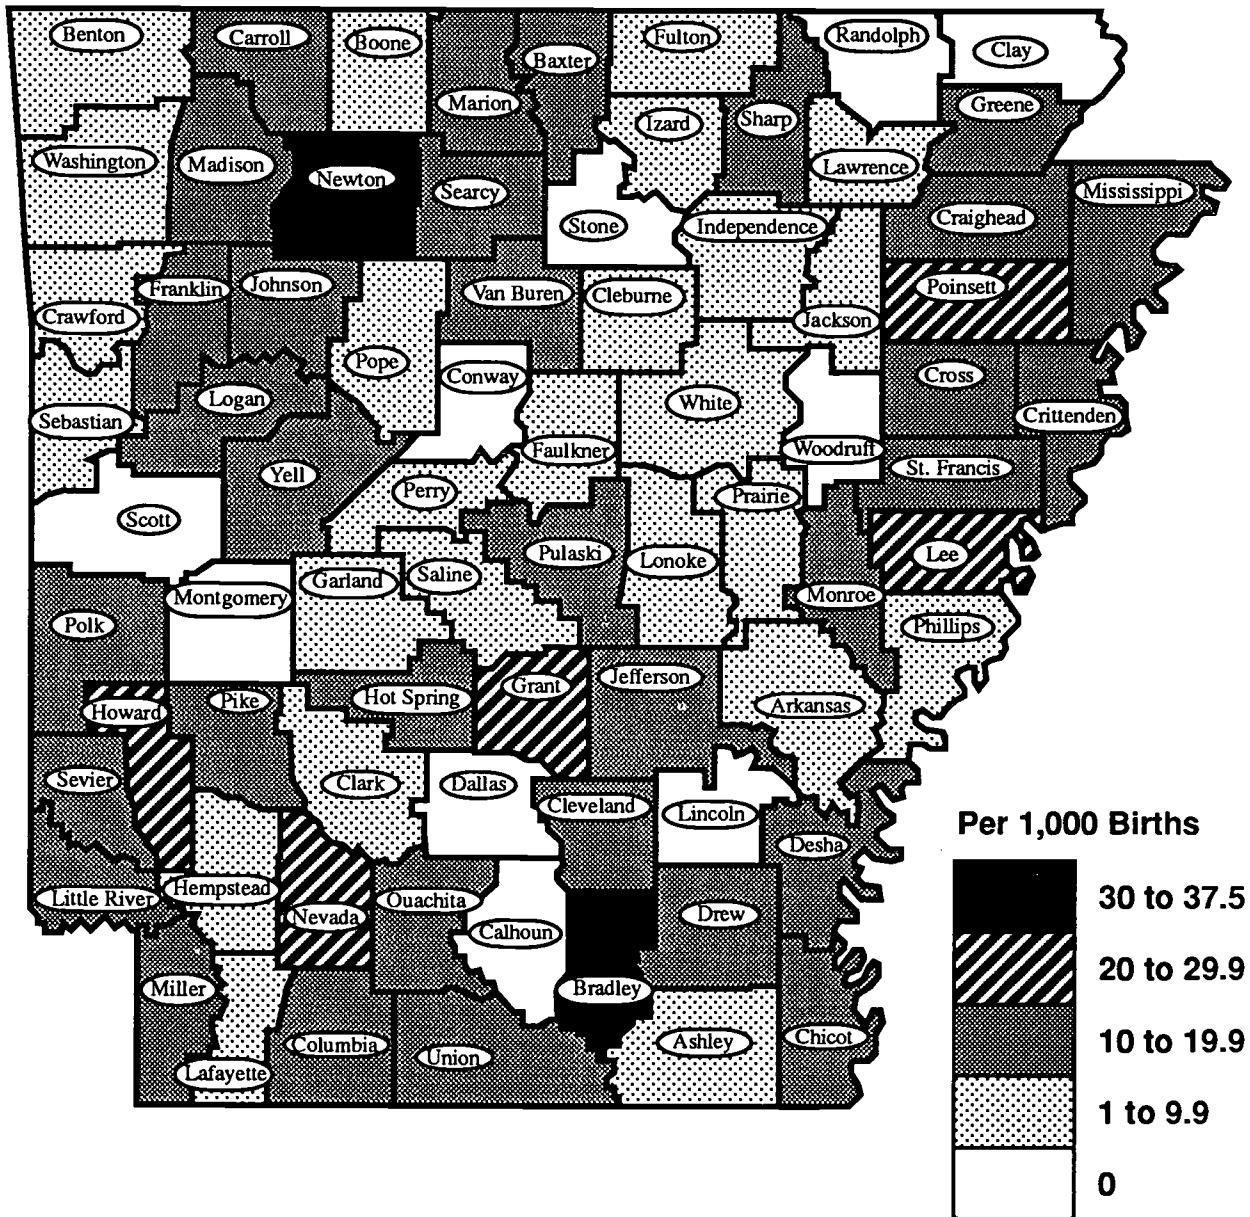 Benton
Carroll
Boone
Fulton
Randolph
Clay
Baxter
Marion
Izard
Sharp
Greene
Washington
Madison
Newton
Searcy
Lawrence
Mississippi
Stone
Independence
Craighead
Crawford
Franklin
Johnson
Van Buren
Cleburne
Jackson
Poinsett
Pope
Conway
Cross
Logan
White
Crittenden
Sebastian
Faulkner
Woodruff
St. Francis
Yell
Perry
Prairie
Scott
Pulaski
Lonoke
Lee
Montgomery
Garland
Saline
Monroe
Polk
Phillips
Howard
Pike
Hot Spring
Grant
Jefferson
Arkansas
Sevier
Clark
Dallas
Cleveland
Lincoln
Desha
Little River
Hempstead
Nevada
Ouachita
Calhoun
Drew
Miller
Bradley
Lafayette
Columbia
Union
Ashley
Chicot
Per 1,000 Births
30 to 37.5
20 to 29.9
10 to 19.9
1 to 9.9
0